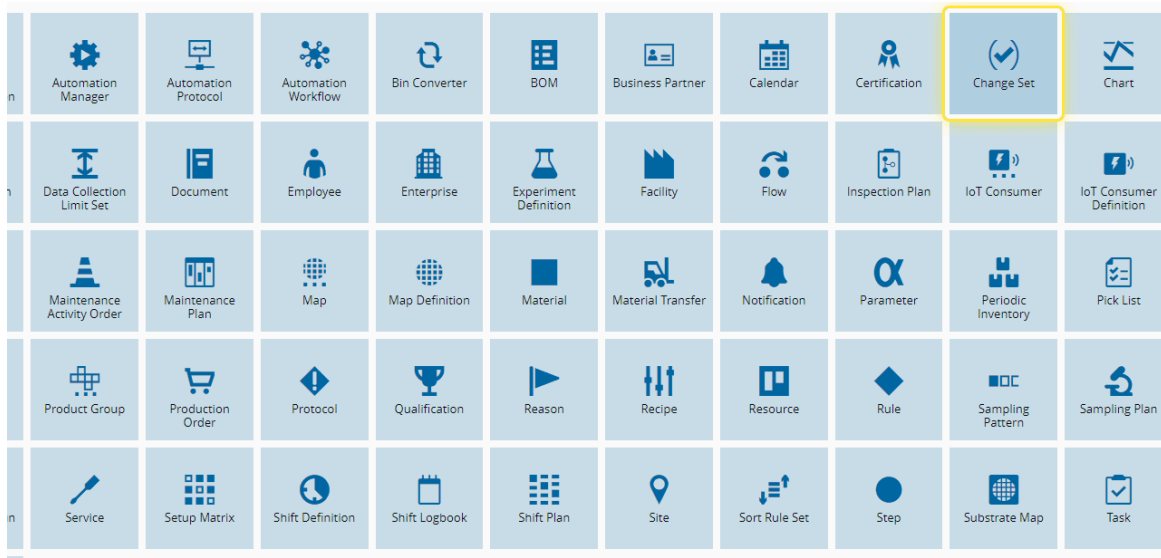 Automation
Manager
Automation
Protocol
Automation
Workflow
Bin Converter
BOM
Business Partner
Calendar
Certification
Change Set
Chart
Data Collection
Limit Set
Document
Employee
Enterprise
Experiment
Definition
Facility
Flow
Inspection Plan
IoT Consumer
IoT Consumer
Definition
Maintenance
Activity Order
Maintenance
Plan
Map
Map Definition
Material
Material Transfer
Notification
Parameter
Periodic
Inventory
Pick List
Product Group
Production
Order
Protocol
Qualification
Reason
Recipe
Resource
Rule
Sampling
Pattern
Sampling Plan
Service
Setup Matrix
Shift Definition
Shift Logbook
Shift Plan
Site
Sort Rule Set
Step
Substrate Map
Task